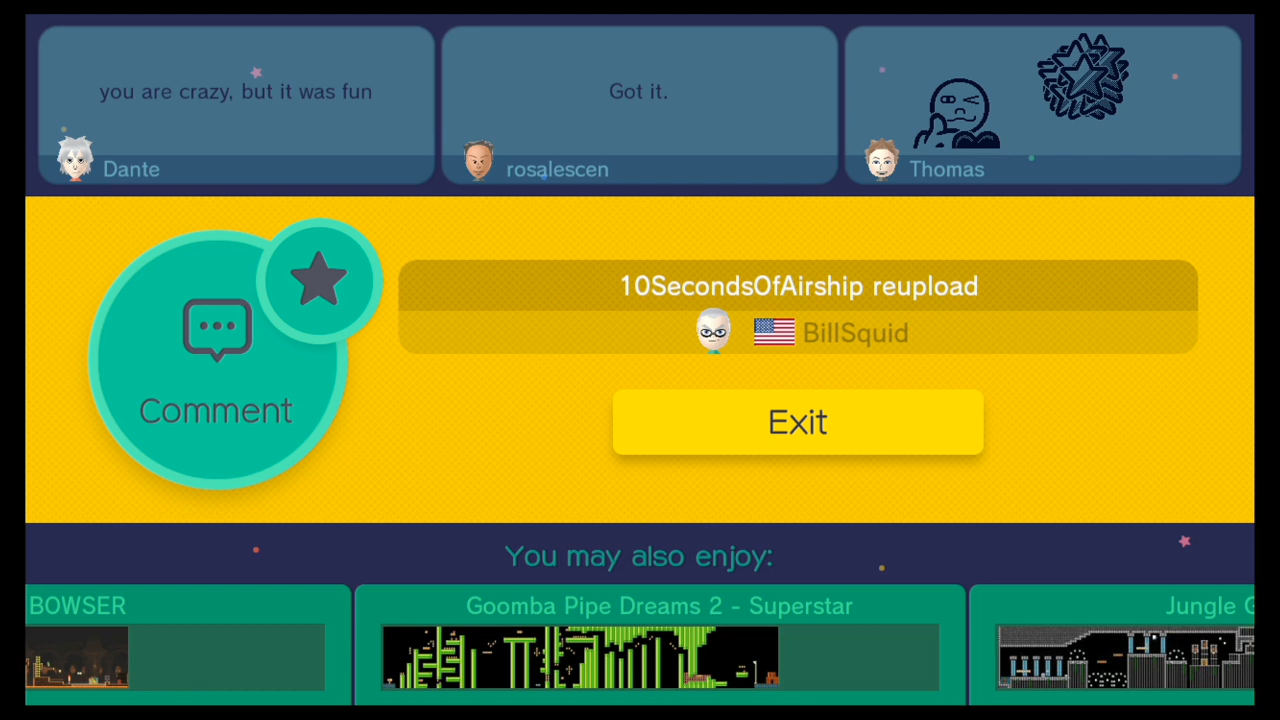 you are crazy, but it was fun
Dante
Got it.
rosalescen
Thomas
10SecondsOfAirship reupload
BillSquid
Comment
Exit
You may also enjoy:
BOWSER
Goomba Pipe Dreams 2 - Superstar
Jungle